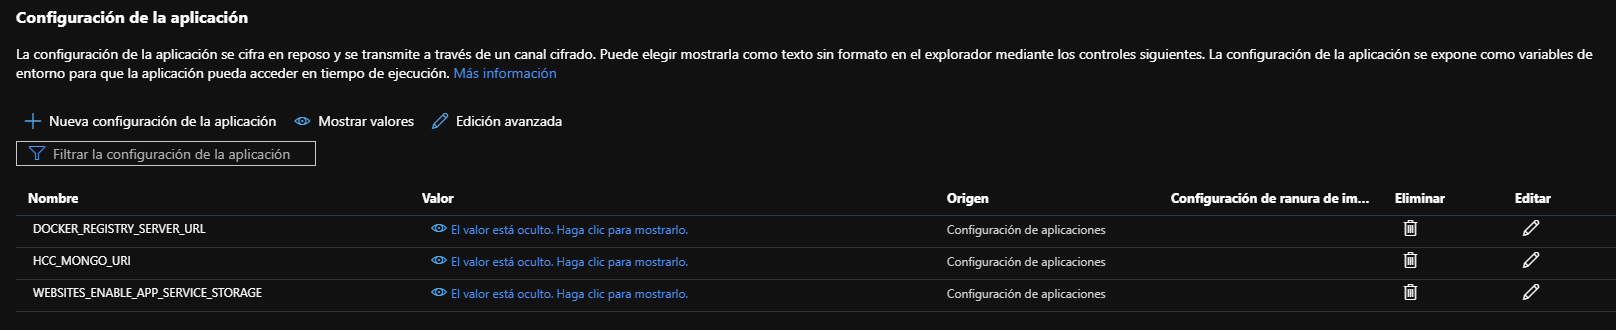 Configuración de la aplicación
La configuración de la aplicación se cifra en reposo y se transmite a través de un canal cifrado. Puede elegir mostrarla como texto sin formato en el explorador mediante los controles siguientes. La configuración de la aplicación se expone como variables de
entorno para que la aplicación pueda acceder en tiempo de ejecución. Más información
Nueva configuración de la aplicación Mostrar valores Edición avanzada
Filtrar la configuración de la aplicación
Nombre Valor Origen Configuración de ranura de im... Eliminar Editar
DOCKER_REGISTRY_SERVER_URL El valor está oculto. Haga clic para mostrarlo. Configuración de aplicaciones
HCC_MONGO_URI El valor está oculto. Haga clic para mostrarlo. Configuración de aplicaciones
WEBSITES_ENABLE_APP_SERVICE_STORAGE El valor está oculto. Haga clic para mostrarlo. Configuración de aplicaciones